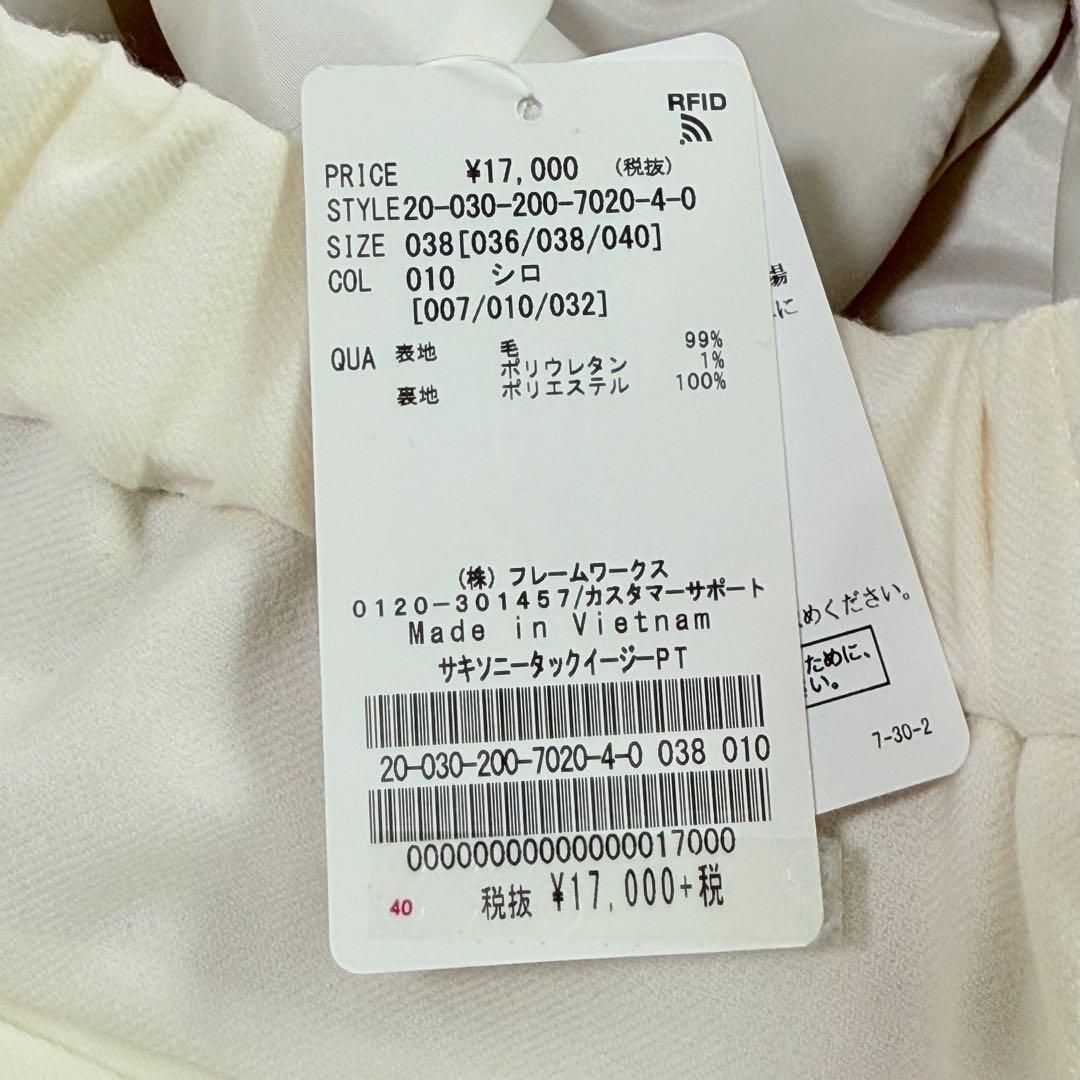 RFID
PRICE ¥17,000 (税抜)
STYLE 20-030-200-7020-4-0
SIZE 038[036/038/040]
COL 010 シロ
[007/010/032]
QUA 表地 毛 99%
ポリウレタン 1%
裏地 ポリエステル 100%
(株) フレームワークス
0120-301457/カスタマーサポート
Made in Vietnam
サキソニータックイージーPT
20-030-200-7020-4-0 038 010
00000000000000017000
40 税抜 ¥17,000+税
に
めください。
ために、
い。
7-30-2